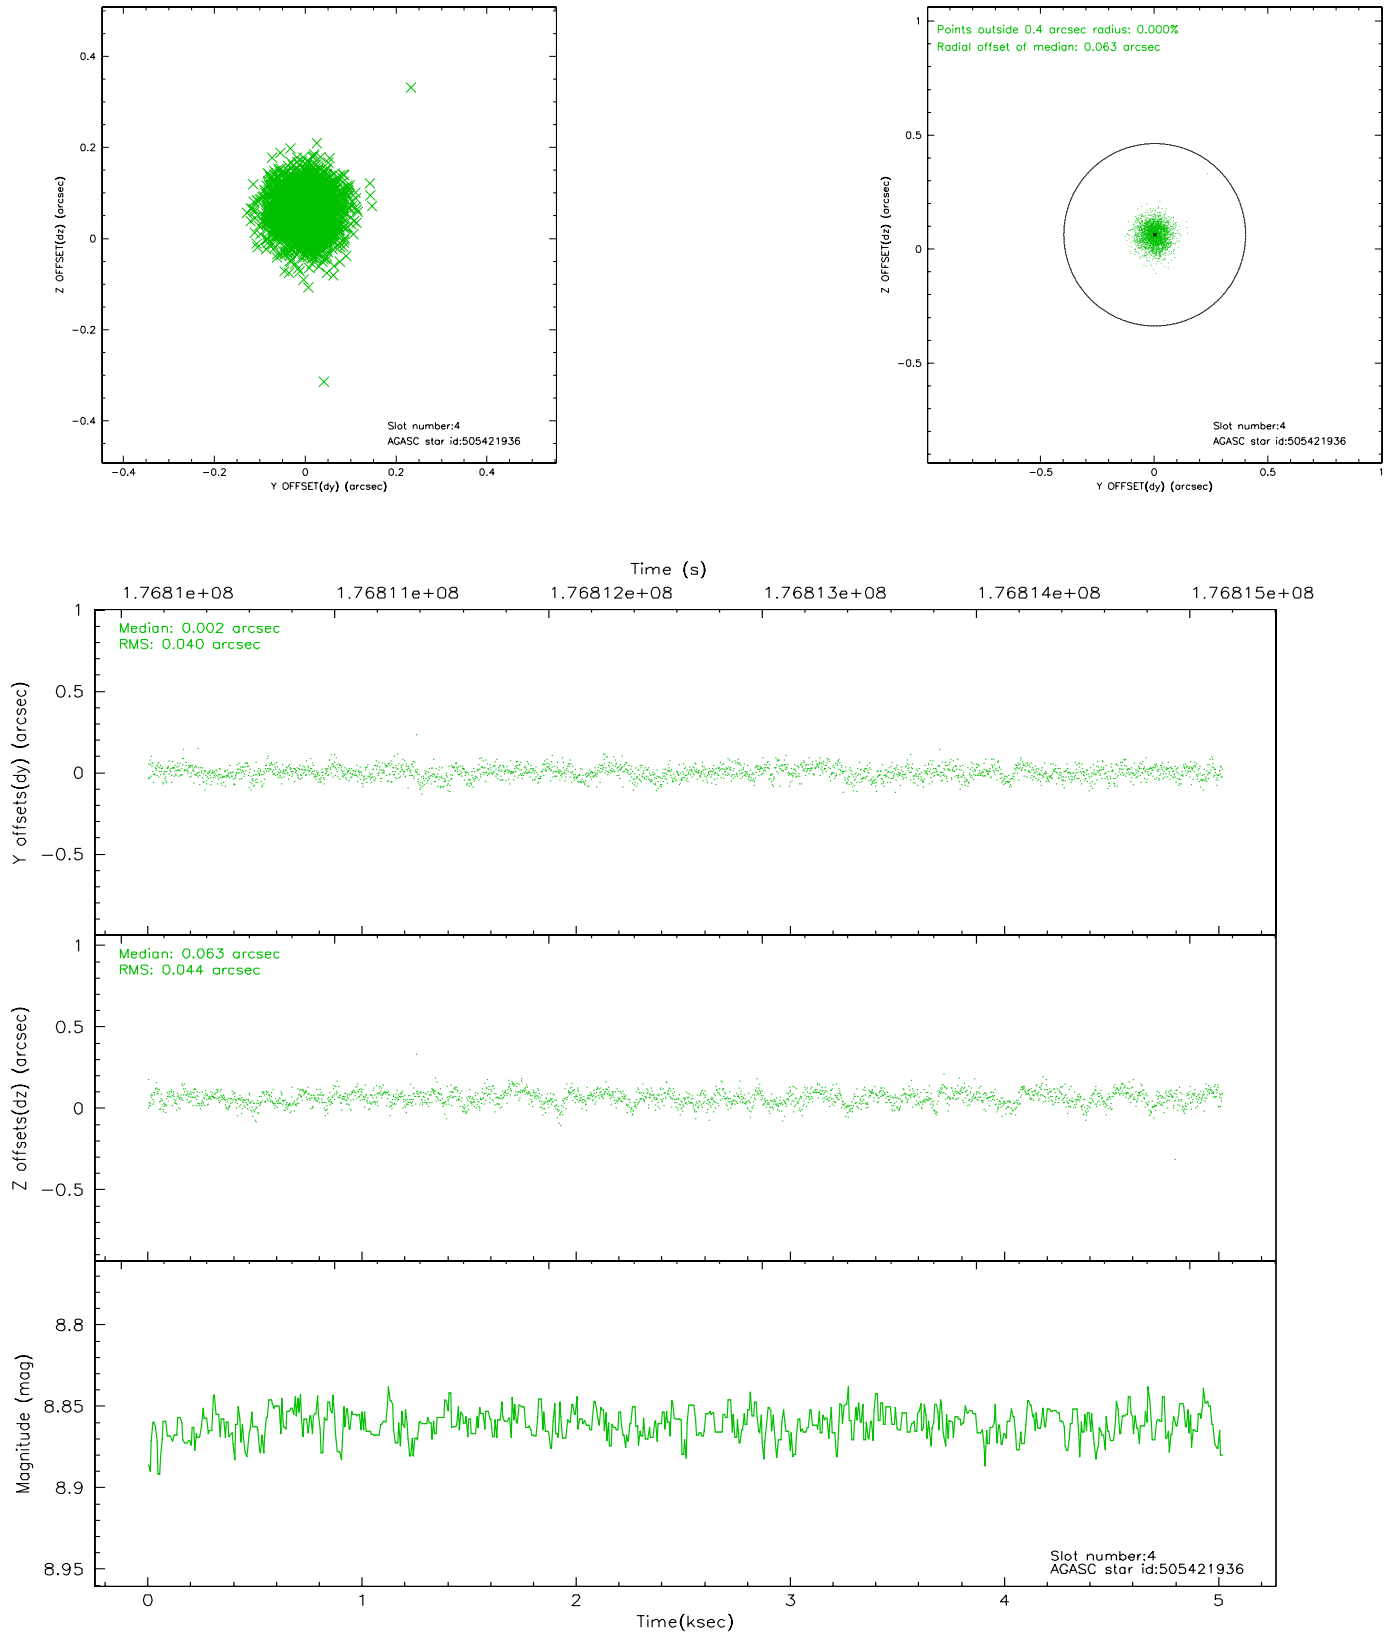 0.4
0.2
0
−0.2
−0.4
Z OFFSET(dz) (arcsec)
Slot number:4
AGASC star id:505421936
−0.4 −0.2 0 0.2 0.4
Y OFFSET(dy) (arcsec)
Points outside 0.4 arcsec radius: 0.000%
Radial offset of median: 0.063 arcsec
1
0.5
0
−0.5
Z OFFSET(dz) (arcsec)
Slot number:4
AGASC star id:505421936
−0.5 0 0.5 1
Y OFFSET(dy) (arcsec)
Time (s)
1.7681e+08 1.76811e+08 1.76812e+08 1.76813e+08 1.76814e+08 1.76815e+08
Median: 0.002 arcsec
RMS: 0.040 arcsec
1
0.5
0
−0.5
Y offsets(dy) (arcsec)
Median: 0.063 arcsec
RMS: 0.044 arcsec
1
0.5
0
−0.5
Z offsets(dz) (arcsec)
8.8
8.85
8.9
8.95
Magnitude (mag)
Slot number:4
AGASC star id:505421936
0 1 2 3 4 5
Time(ksec)